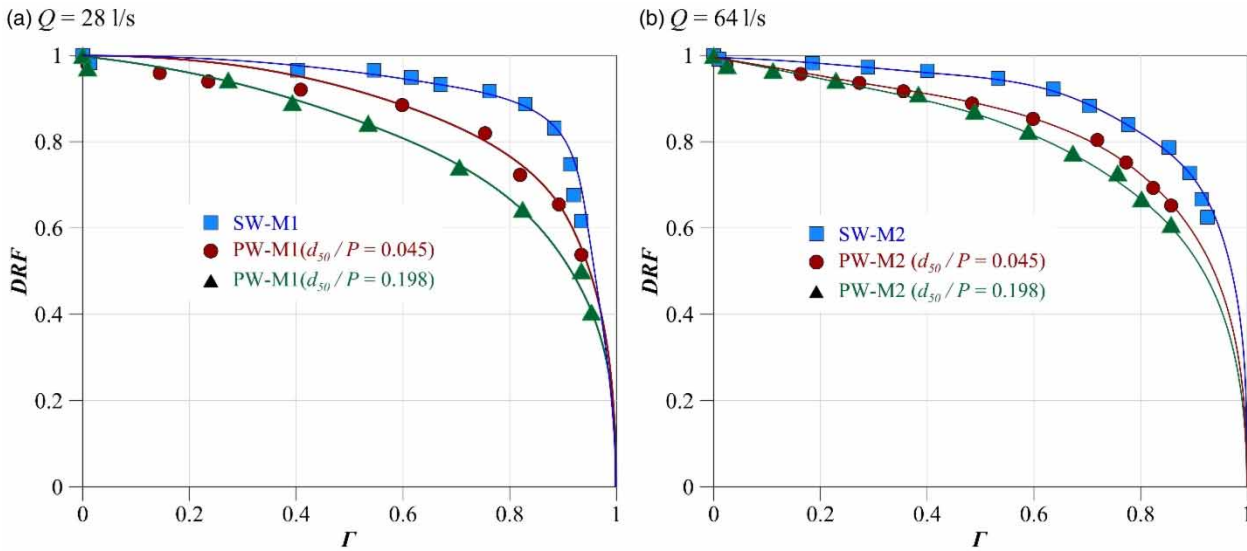 (a) Q = 28 l/s
1
0.8
0.6
0.4
0.2
0
DRF
SW-M1
PW-M1(d50 / P = 0.045)
PW-M1(d50 / P = 0.198)
0
0.2
0.4
0.6
0.8
1
Γ
(b) Q = 64 l/s
1
0.8
0.6
0.4
0.2
0
DRF
SW-M2
PW-M2 (d50 / P = 0.045)
PW-M2 (d50 / P = 0.198)
0
0.2
0.4
0.6
0.8
1
Γ